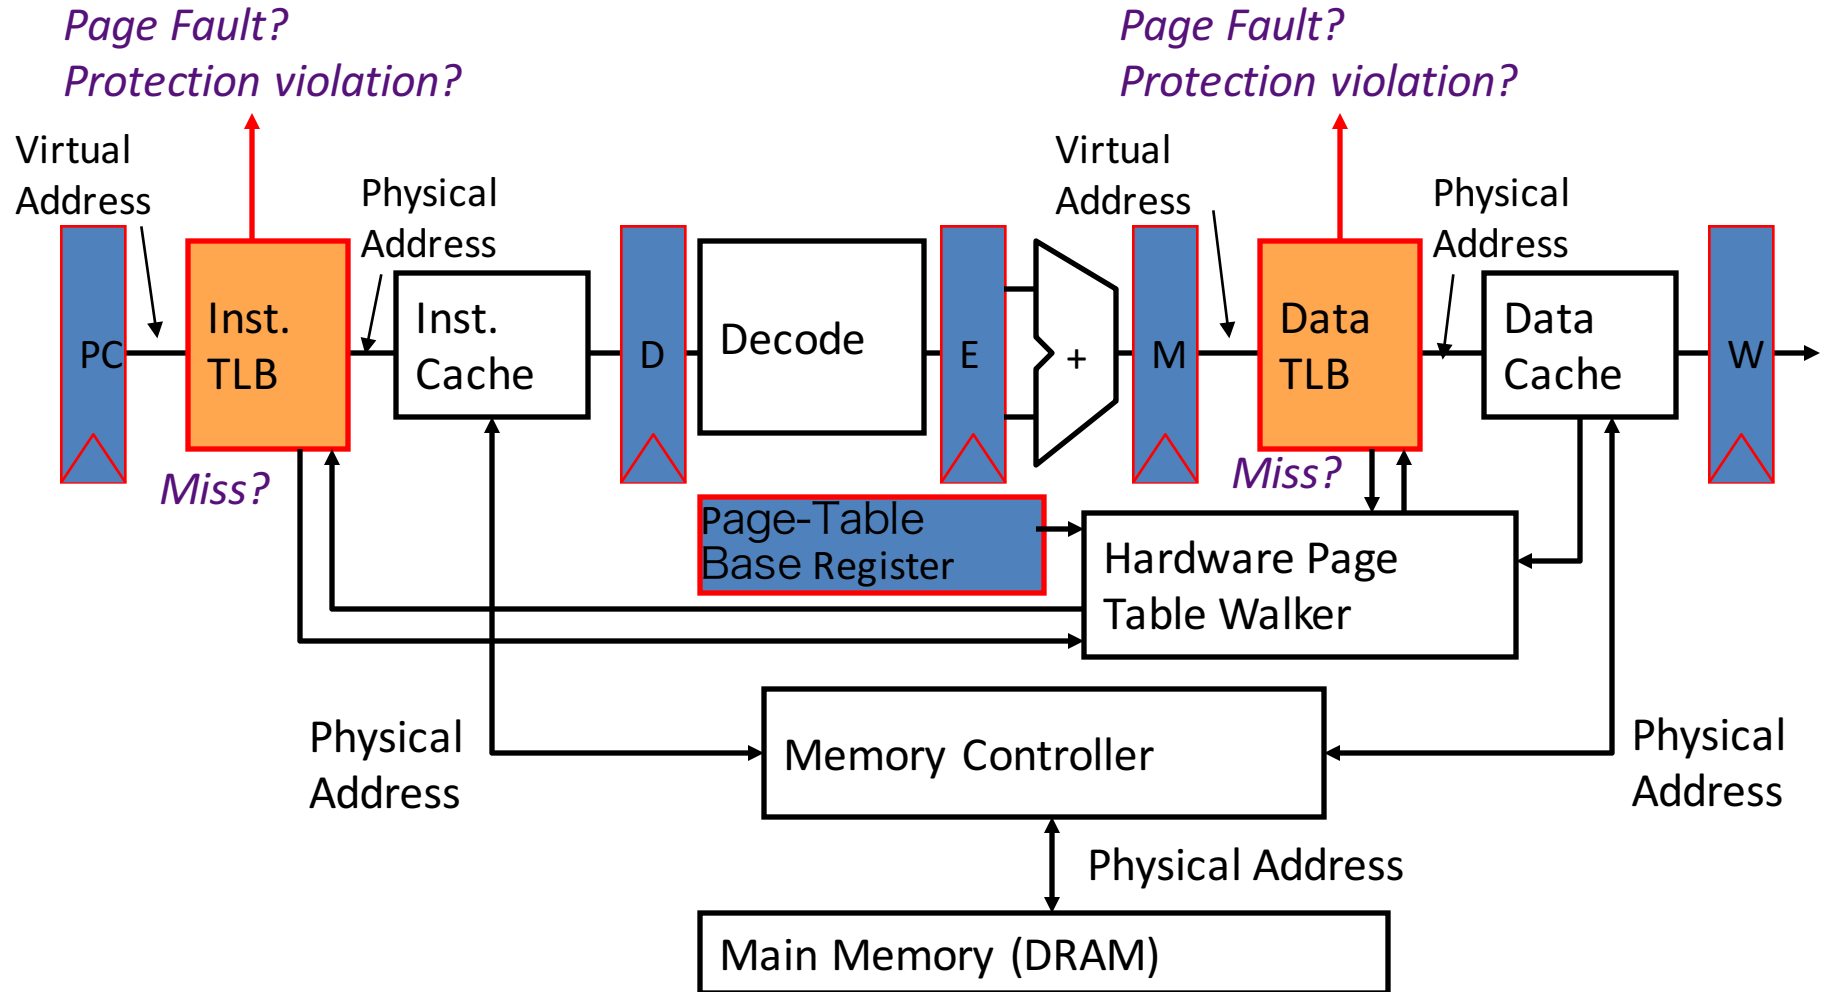 Page Fault?
Protection violation?
Page Fault?
Protection violation?
Virtual
Address
Physical
Address
Virtual
Address
Physical
Address
PC
Inst.
TLB
Inst.
Cache
D
Decode
E
+
M
Data
TLB
Data
Cache
W
Miss?
Miss?
Page-Table
Base Register
Hardware Page
Table Walker
Physical
Address
Memory Controller
Physical
Address
Physical Address
Main Memory (DRAM)